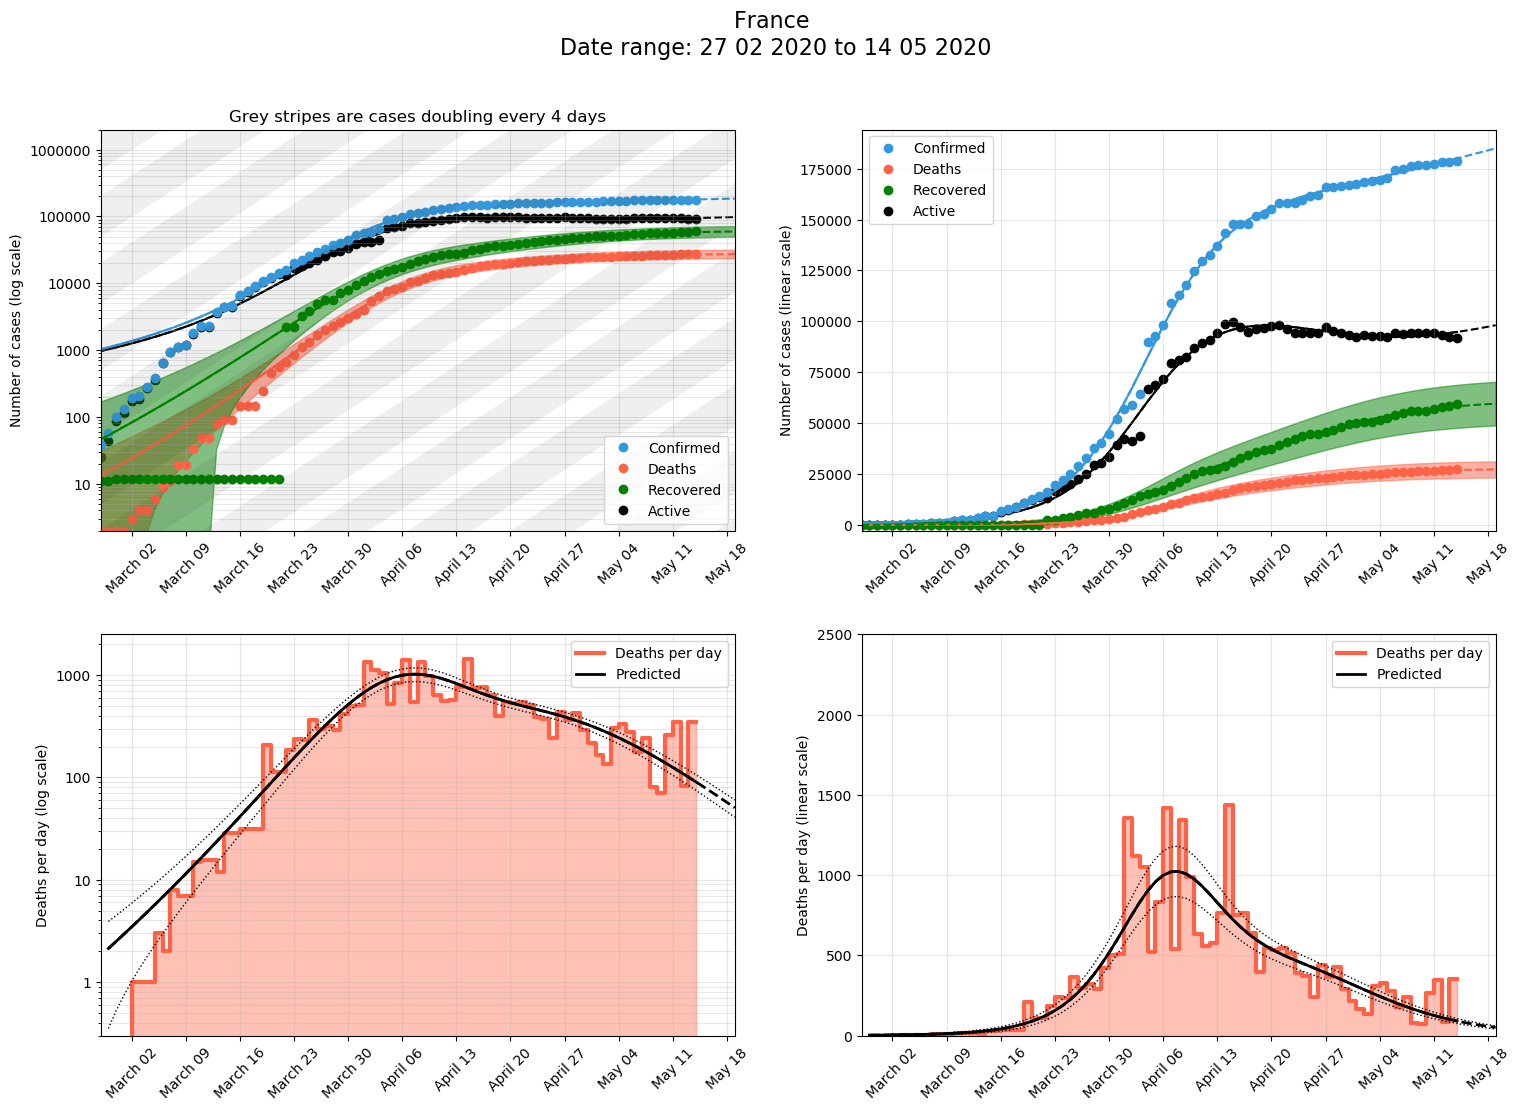 France
Date range: 27 02 2020 to 14 05 2020
Grey stripes are cases doubling every 4 days
Number of cases (log scale)
1000000
100000
10000
1000
100
10
Confirmed
Deaths
Recovered
Active
March 02
March 09
March 16
March 23
March 30
April 06
April 13
April 20
April 27
May 04
May 11
May 18
Number of cases (linear scale)
175000
150000
125000
100000
75000
50000
25000
0
Confirmed
Deaths
Recovered
Active
March 02
March 09
March 16
March 23
March 30
April 06
April 13
April 20
April 27
May 04
May 11
May 18
Deaths per day (log scale)
1000
100
10
1
Deaths per day
Predicted
March 02
March 09
March 16
March 23
March 30
April 06
April 13
April 20
April 27
May 04
May 11
May 18
Deaths per day (linear scale)
2500
2000
1500
1000
500
0
Deaths per day
Predicted
March 02
March 09
March 16
March 23
March 30
April 06
April 13
April 20
April 27
May 04
May 11
May 18